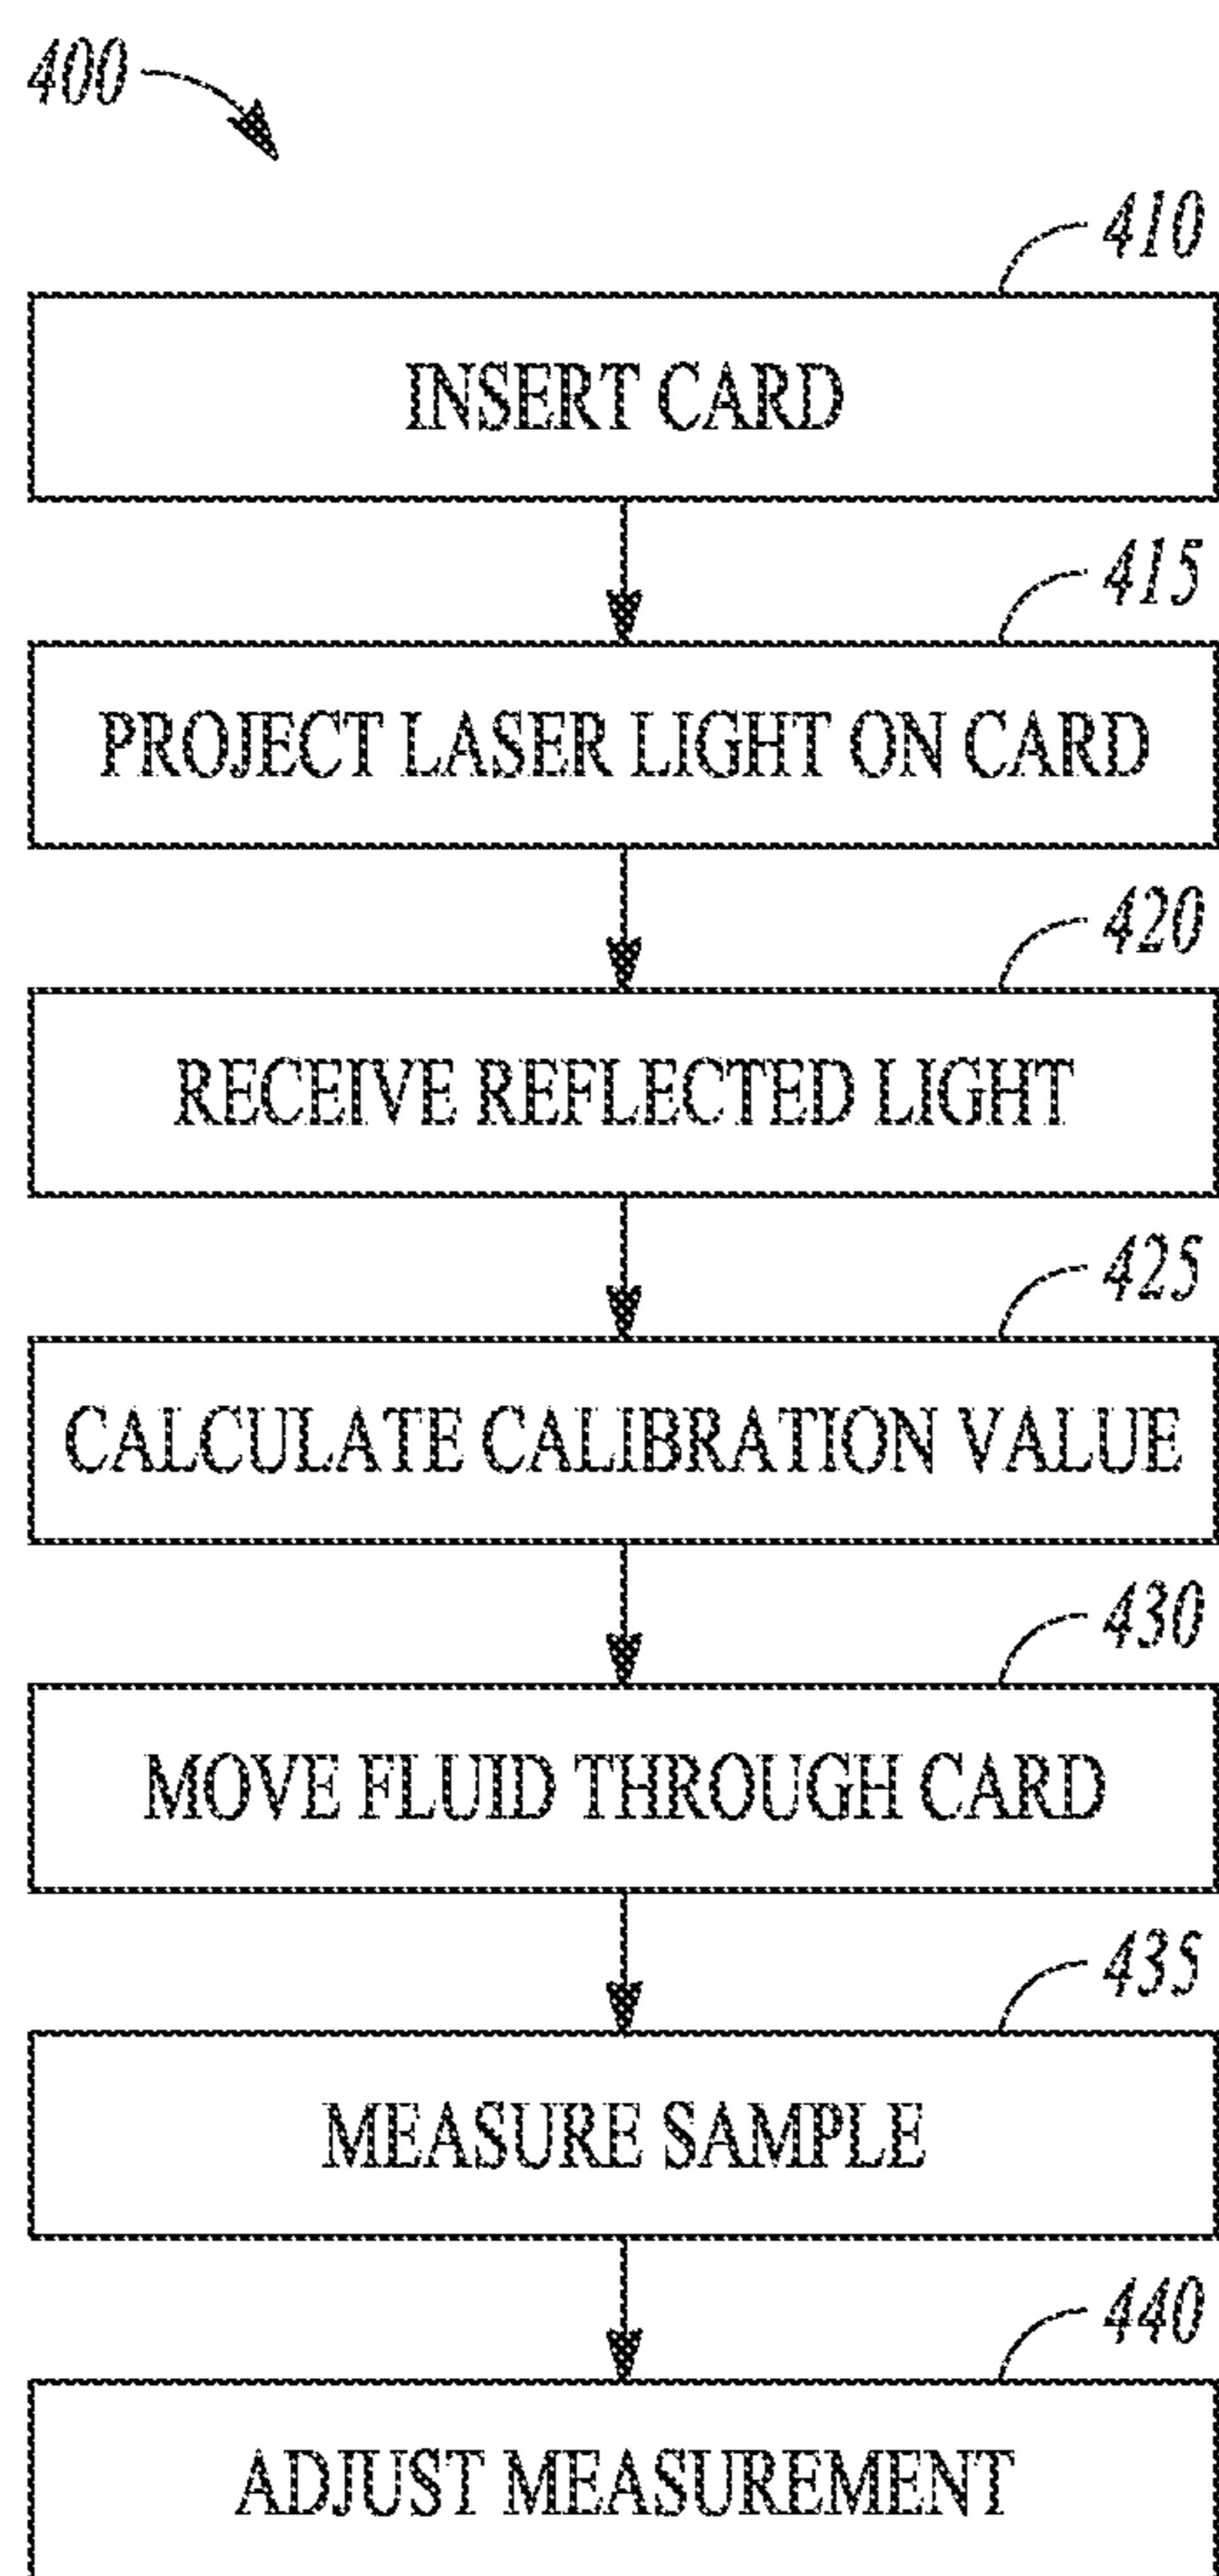 400
410
INSERT CARD
415
PROJECT LASER LIGHT ON CARD
420
RECEIVE REFLECTED LIGHT
425
CALCULATE CALIBRATION VALUE
430
MOVE FLUID THROUGH CARD
435
MEASURE SAMPLE
440
ADJUST MEASUREMENT